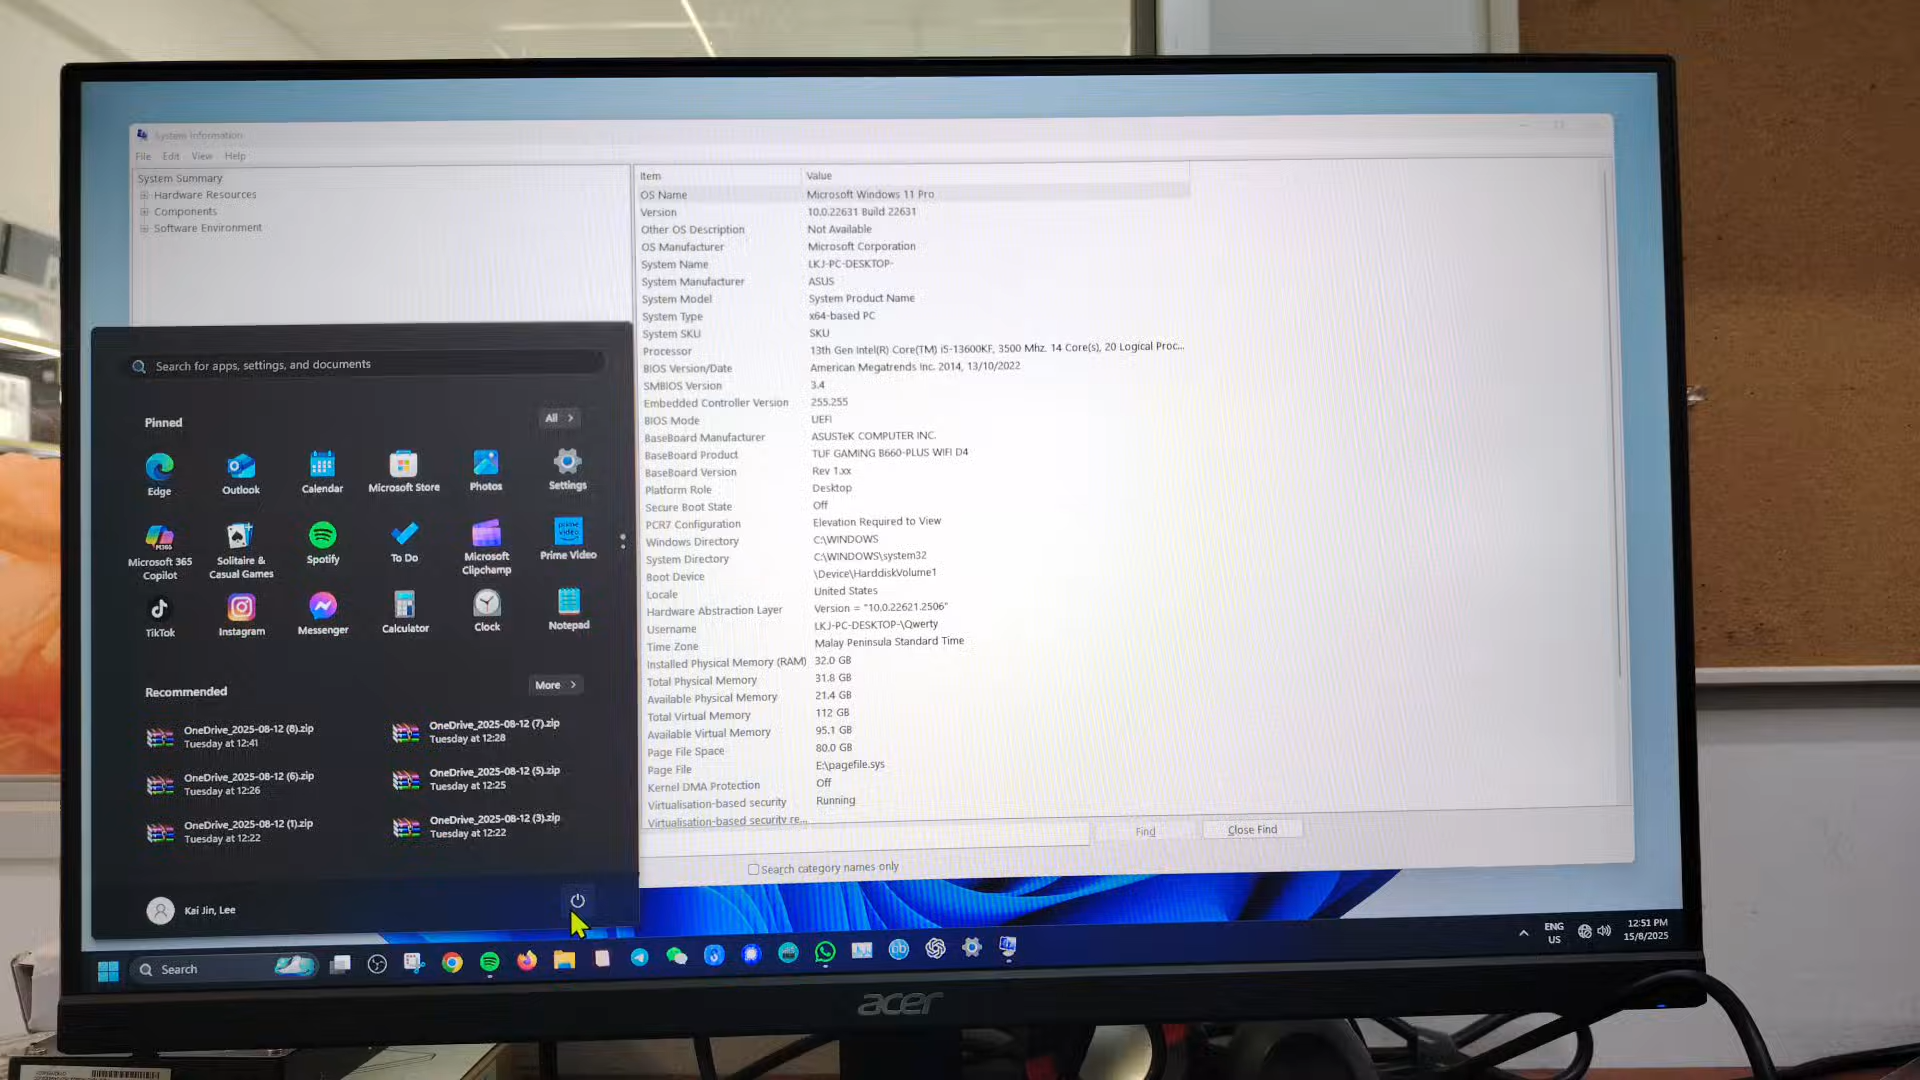 System Information
File Edit View Help
System Summary
Hardware Resources
Components
Software Environment
Item Value
OS Name Microsoft Windows 11 Pro
Version 10.0.22631 Build 22631
Other OS Description Not Available
OS Manufacturer Microsoft Corporation
System Name LKJ-PC-DESKTOP-
System Manufacturer ASUS
System Model System Product Name
System Type x64-based PC
System SKU SKU
Processor 13th Gen Intel(R) Core(TM) i5-13600KF, 3500 Mhz, 14 Core(s), 20 Logical Proc...
BIOS Version/Date American Megatrends Inc. 2014, 13/10/2022
SMBIOS Version 3.4
Embedded Controller Version 255.255
BIOS Mode UEFI
BaseBoard Manufacturer ASUSTeK COMPUTER INC.
BaseBoard Product TUF GAMING B660-PLUS WIFI D4
BaseBoard Version Rev 1.xx
Platform Role Desktop
Secure Boot State Off
PCR7 Configuration Elevation Required to View
Windows Directory C:\WINDOWS
System Directory C:\WINDOWS\system32
Boot Device \Device\HarddiskVolume1
Locale United States
Hardware Abstraction Layer Version = "10.0.22621.2506"
Username LKJ-PC-DESKTOP-\Qwerty
Time Zone Malay Peninsula Standard Time
Installed Physical Memory (RAM) 32.0 GB
Total Physical Memory 31.8 GB
Available Physical Memory 21.4 GB
Total Virtual Memory 112 GB
Available Virtual Memory 95.1 GB
Page File Space 80.0 GB
Page File E:\pagefile.sys
Kernel DMA Protection Off
Virtualisation-based security Running
Virtualisation-based security re...
Find Close Find
Search category names only
Search for apps, settings, and documents
Pinned All >
Edge Outlook Calendar Microsoft Store Photos Settings
M365 prime video
Microsoft 365 Copilot Solitaire & Casual Games Spotify To Do Microsoft Clipchamp Prime Video
TikTok Instagram Messenger Calculator Clock Notepad
Recommended More >
OneDrive_2025-08-12 (8).zip OneDrive_2025-08-12 (7).zip
Tuesday at 12:41 Tuesday at 12:28
OneDrive_2025-08-12 (6).zip OneDrive_2025-08-12 (5).zip
Tuesday at 12:26 Tuesday at 12:25
OneDrive_2025-08-12 (1).zip OneDrive_2025-08-12 (3).zip
Tuesday at 12:22 Tuesday at 12:22
Kai Jin, Lee
Search
ENG
US
12:51 PM
15/8/2025
acer